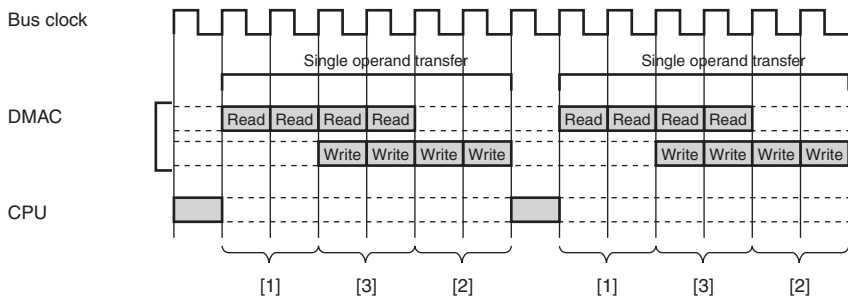 Bus clock
Single operand transfer Single operand transfer
DMAC Read Read Read Read Read Read Read Read
Write Write Write Write Write Write Write Write
CPU
[1] [3] [2] [1] [3] [2]